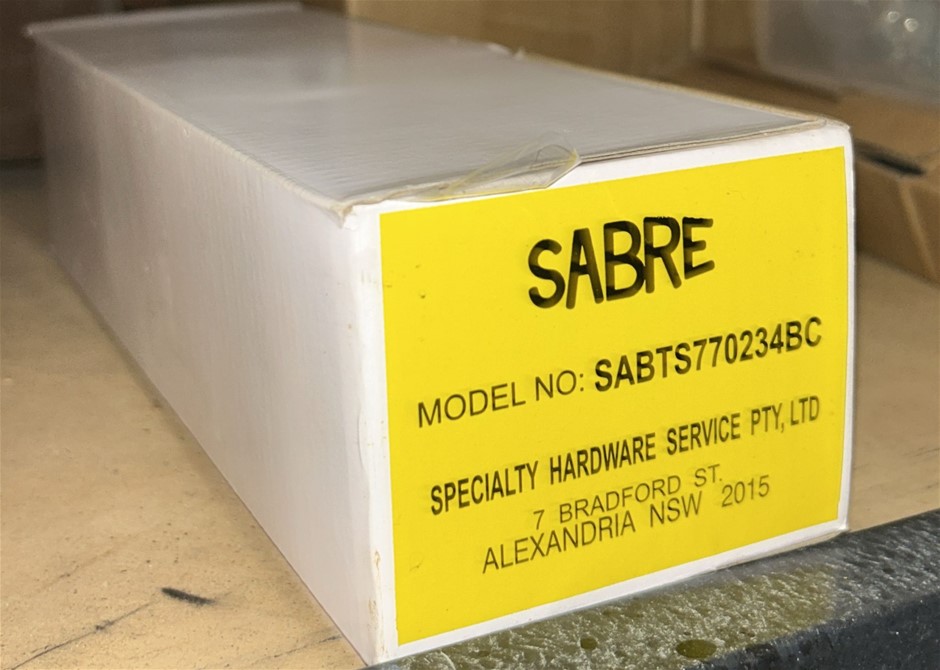 SABRE
MODEL NO: SABTS770234BC
SPECIALTY HARDWARE SERVICE PTY, LTD
7 BRADFORD ST.
ALEXANDRIA NSW 2015